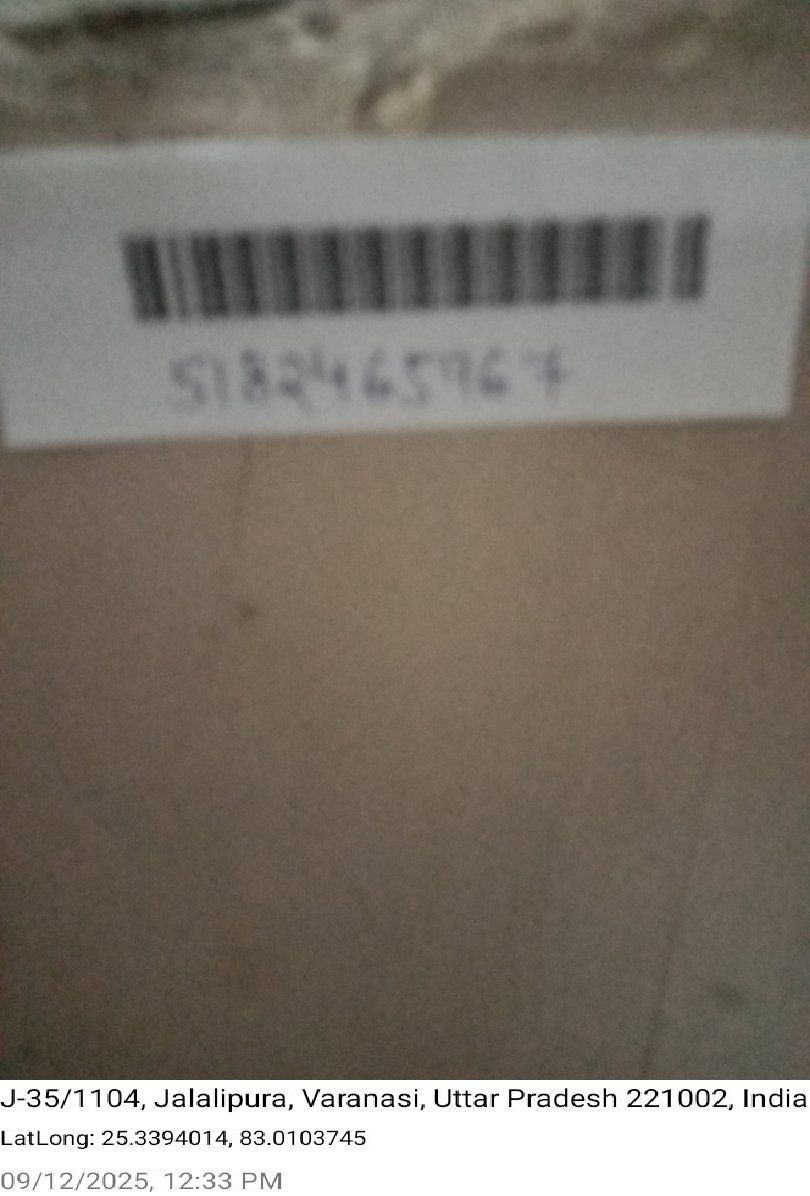 5182465967
J-35/1104, Jalalipura, Varanasi, Uttar Pradesh 221002, India
LatLong: 25.3394014, 83.0103745
09/12/2025, 12:33 PM